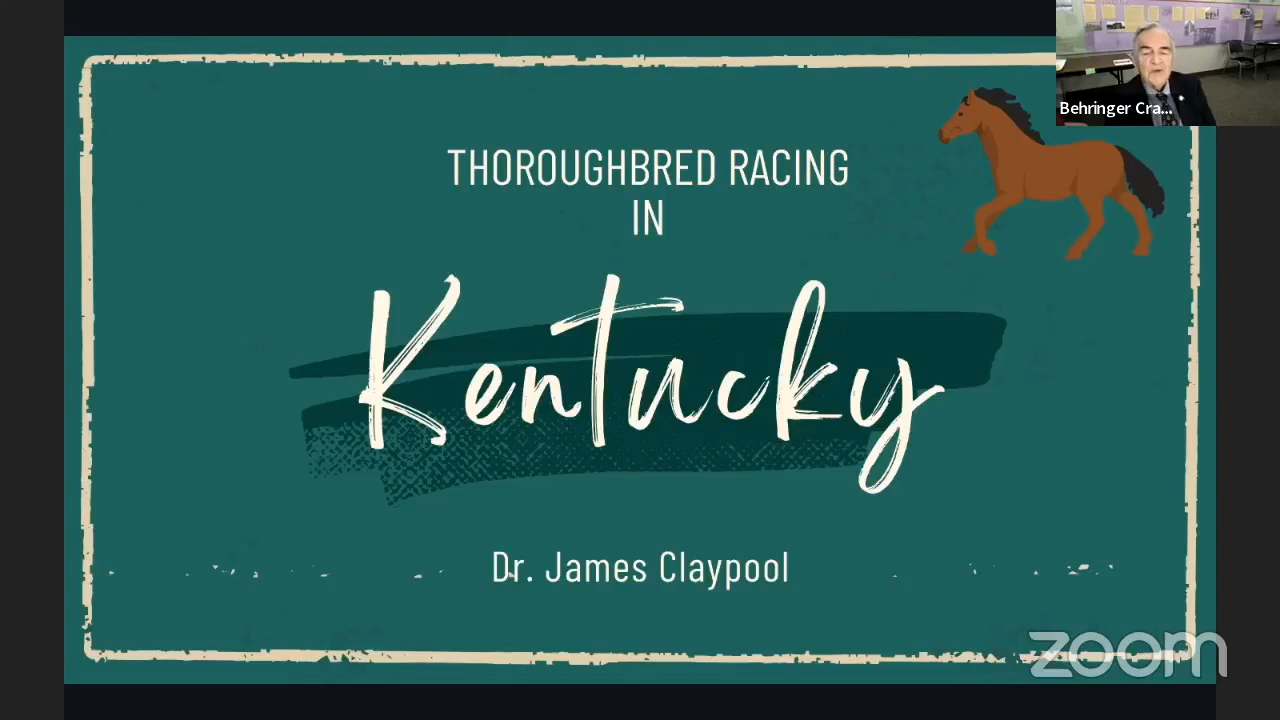 Behringer Cra...
THOROUGHBRED RACING
IN
Kentucky
Dr. James Claypool
zoom